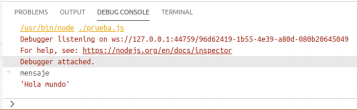 PROBLEMS OUTPUT DEBUG CONSOLE TERMINAL
/usr/bin/node ./prueba.js
Debugger listening on ws://127.0.0.1:44759/96d62419-1b55-4e39-a80d-080b20645049
For help, see: https://nodejs.org/en/docs/inspector
Debugger attached.
mensaje
'Hola mundo'